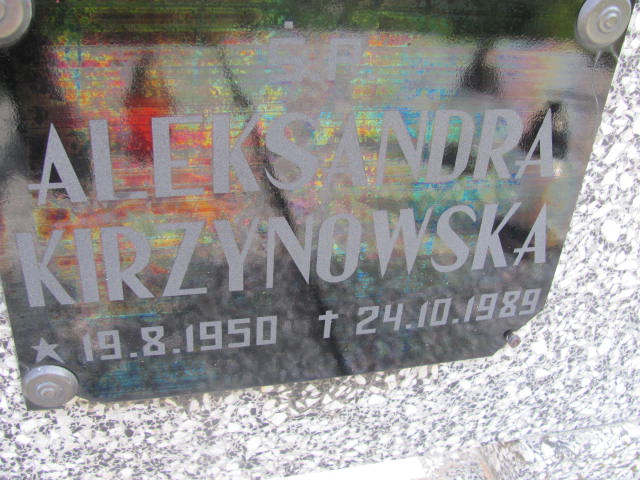 Ś.P.
ALEKSANDRA
KIRZYNOWSKA
★ 19.8.1950 † 24.10.1989